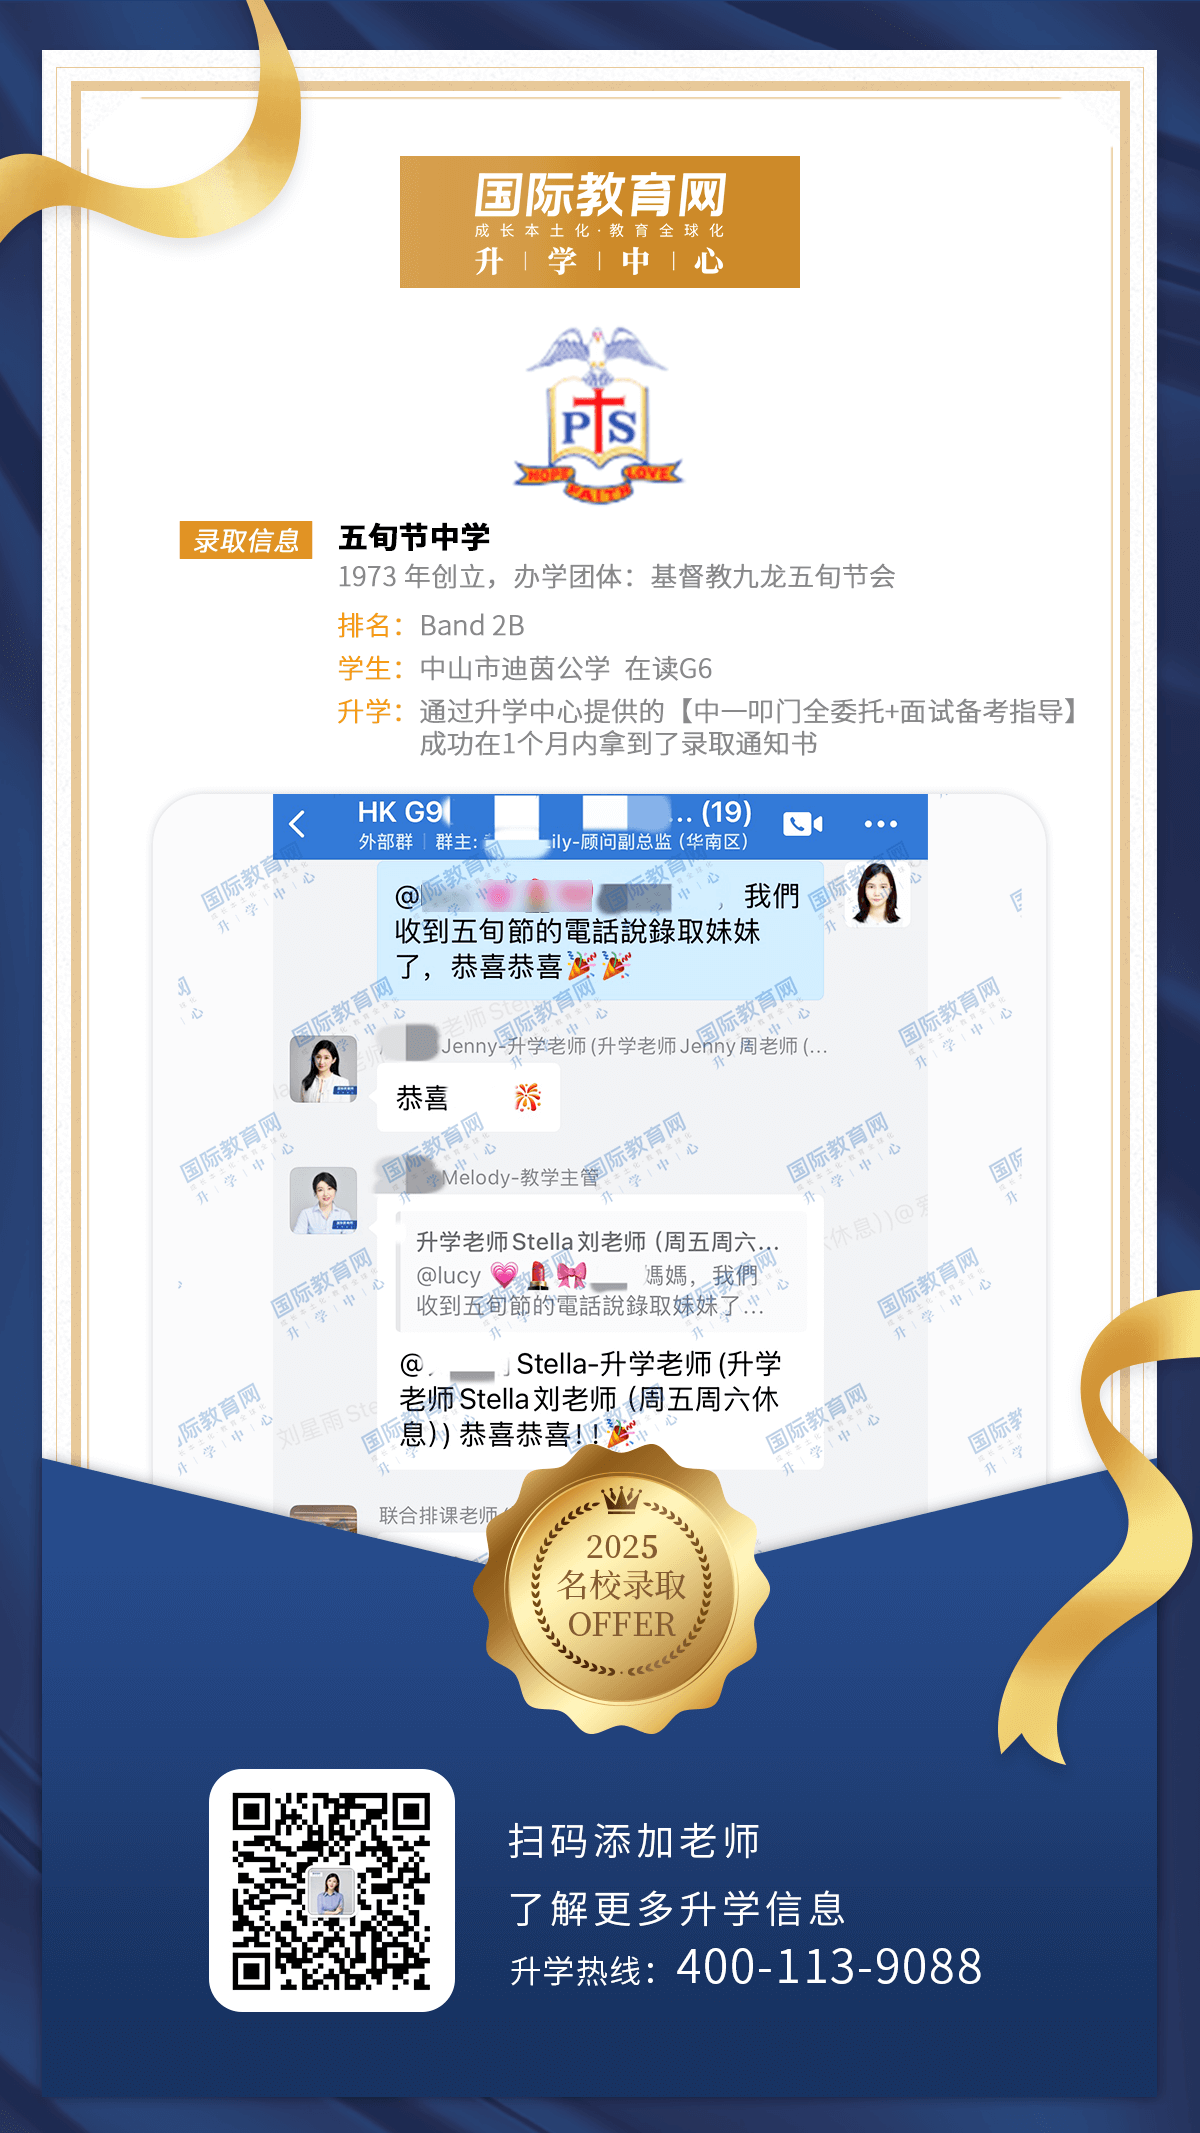 国际教育网
成长本土化·教育全球化
升 | 学 | 中 | 心
PTS
HOPE FAITH LOVE
录取信息
五旬节中学
1973 年创立，办学团体：基督教九龙五旬节会
排名：Band 2B
学生：中山市迪茵公学 在读G6
升学：通过升学中心提供的【中一叩门全委托+面试备考指导】
成功在1个月内拿到了录取通知书
HK G9 ... (19)
外部群 | 群主: ily-顾问副总监 (华南区)
@ ，我們
收到五旬節的電話說錄取妹妹
了，恭喜恭喜🎉🎉
Jenny-升学老师(升学老师Jenny周老师 (...
恭喜 🎆
Melody-教学主管
升学老师Stella刘老师（周五周六...
@lucy 💗💄🎀 媽媽，我們
收到五旬節的電話說錄取妹妹了...
@ Stella-升学老师(升学
老师Stella刘老师（周五周六休
息)) 恭喜恭喜!！🎉
联合排课老师
2025
名校录取
OFFER
扫码添加老师
了解更多升学信息
升学热线：400-113-9088